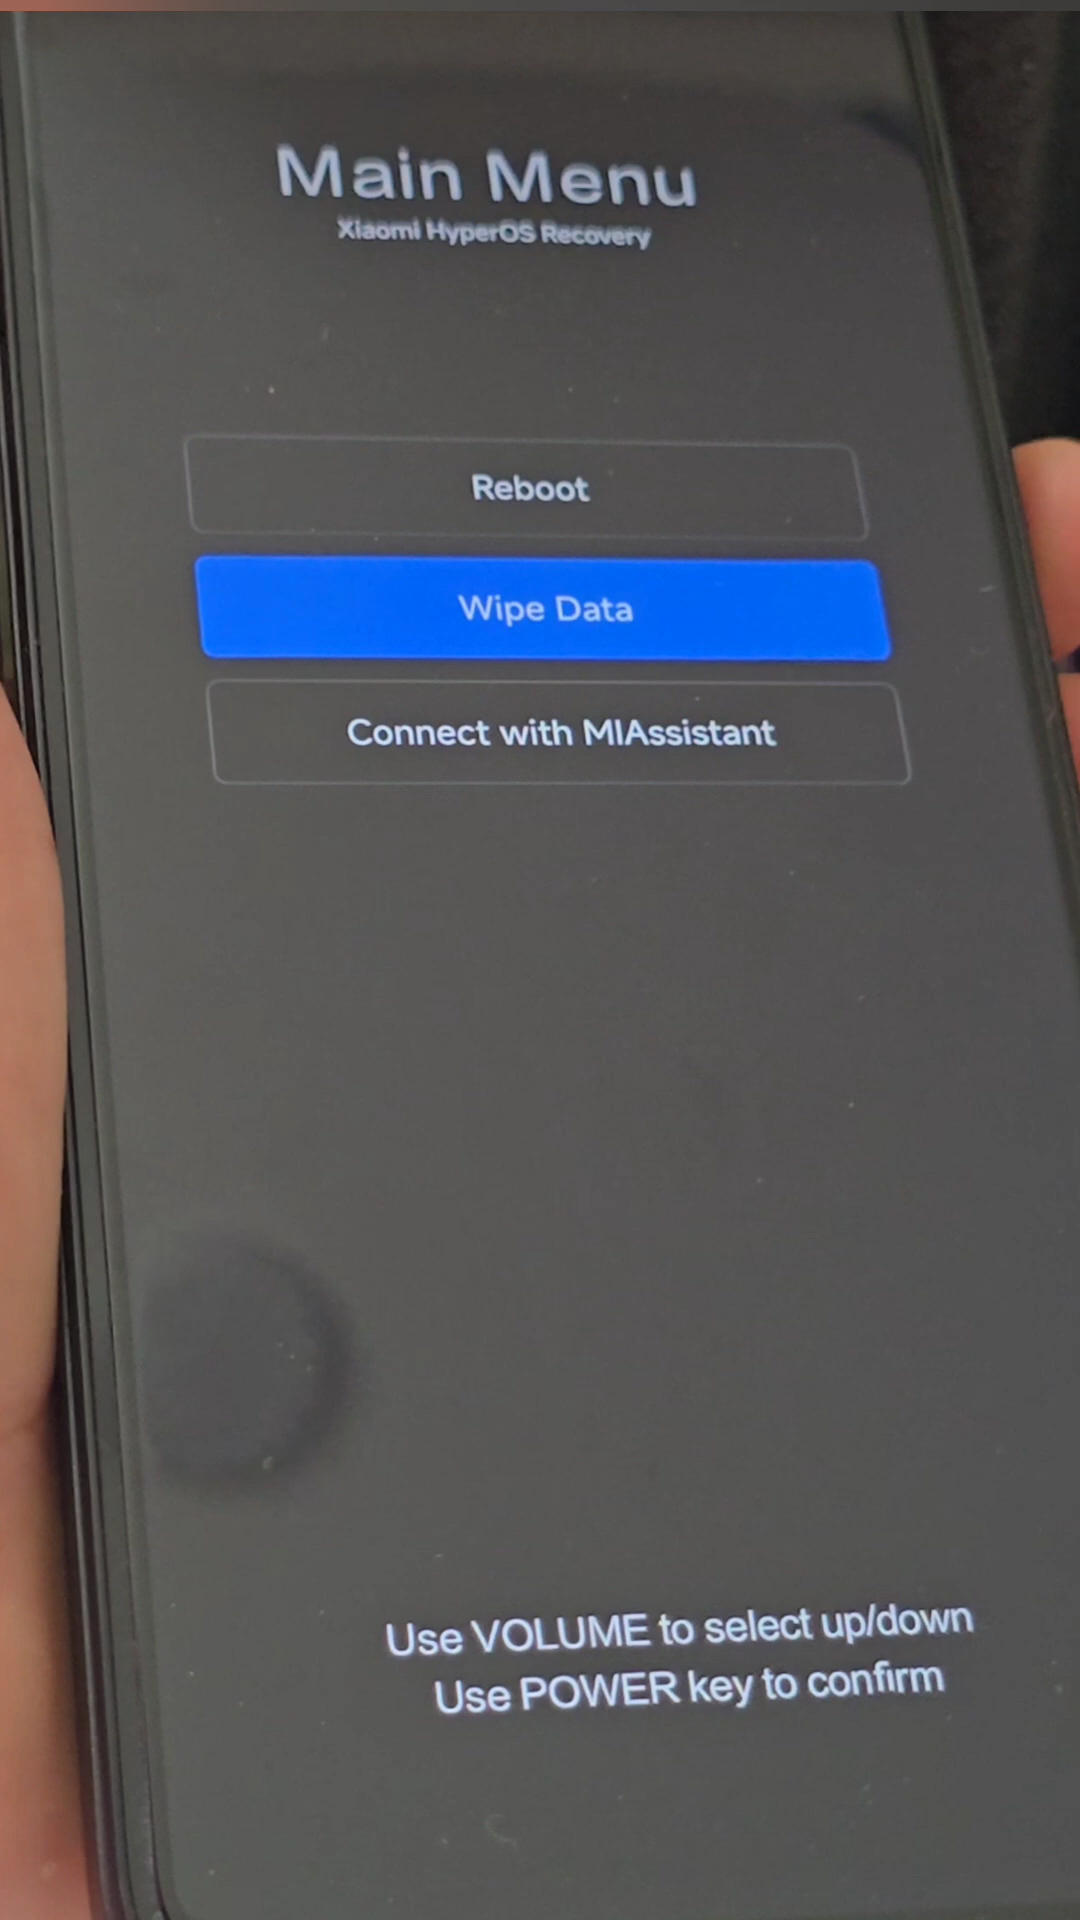 Main Menu
Xiaomi HyperOS Recovery
Reboot
Wipe Data
Connect with MIAssistant
Use VOLUME to select up/down
Use POWER key to confirm